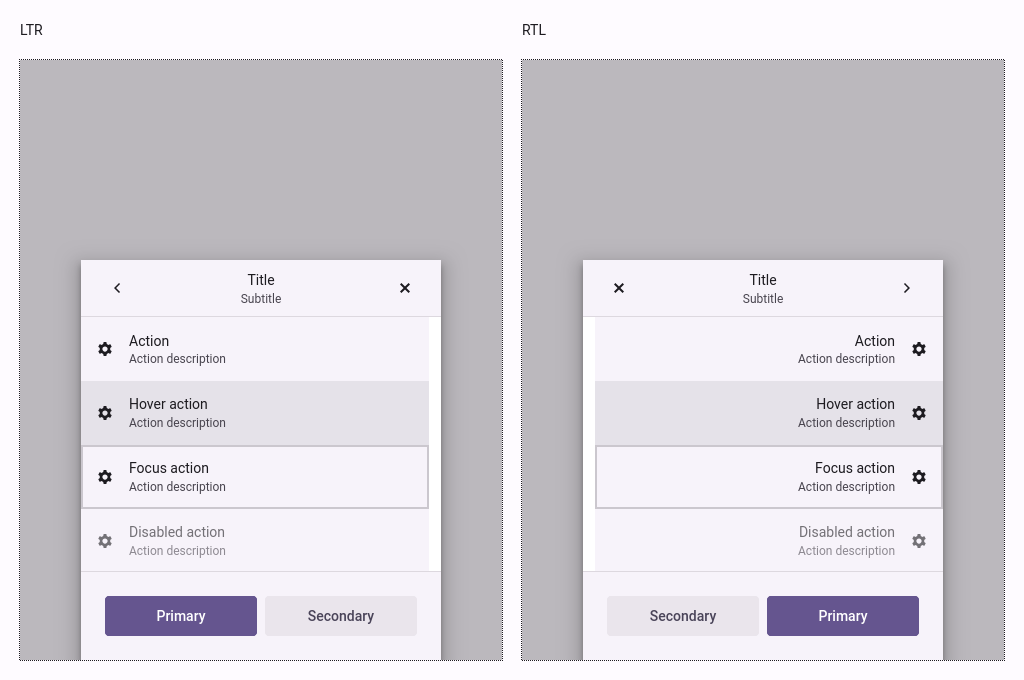 LTR
Title
Subtitle
Action
Action description
Hover action
Action description
Focus action
Action description
Disabled action
Action description
Primary
Secondary
RTL
Title
Subtitle
Action
Action description
Hover action
Action description
Focus action
Action description
Disabled action
Action description
Secondary
Primary